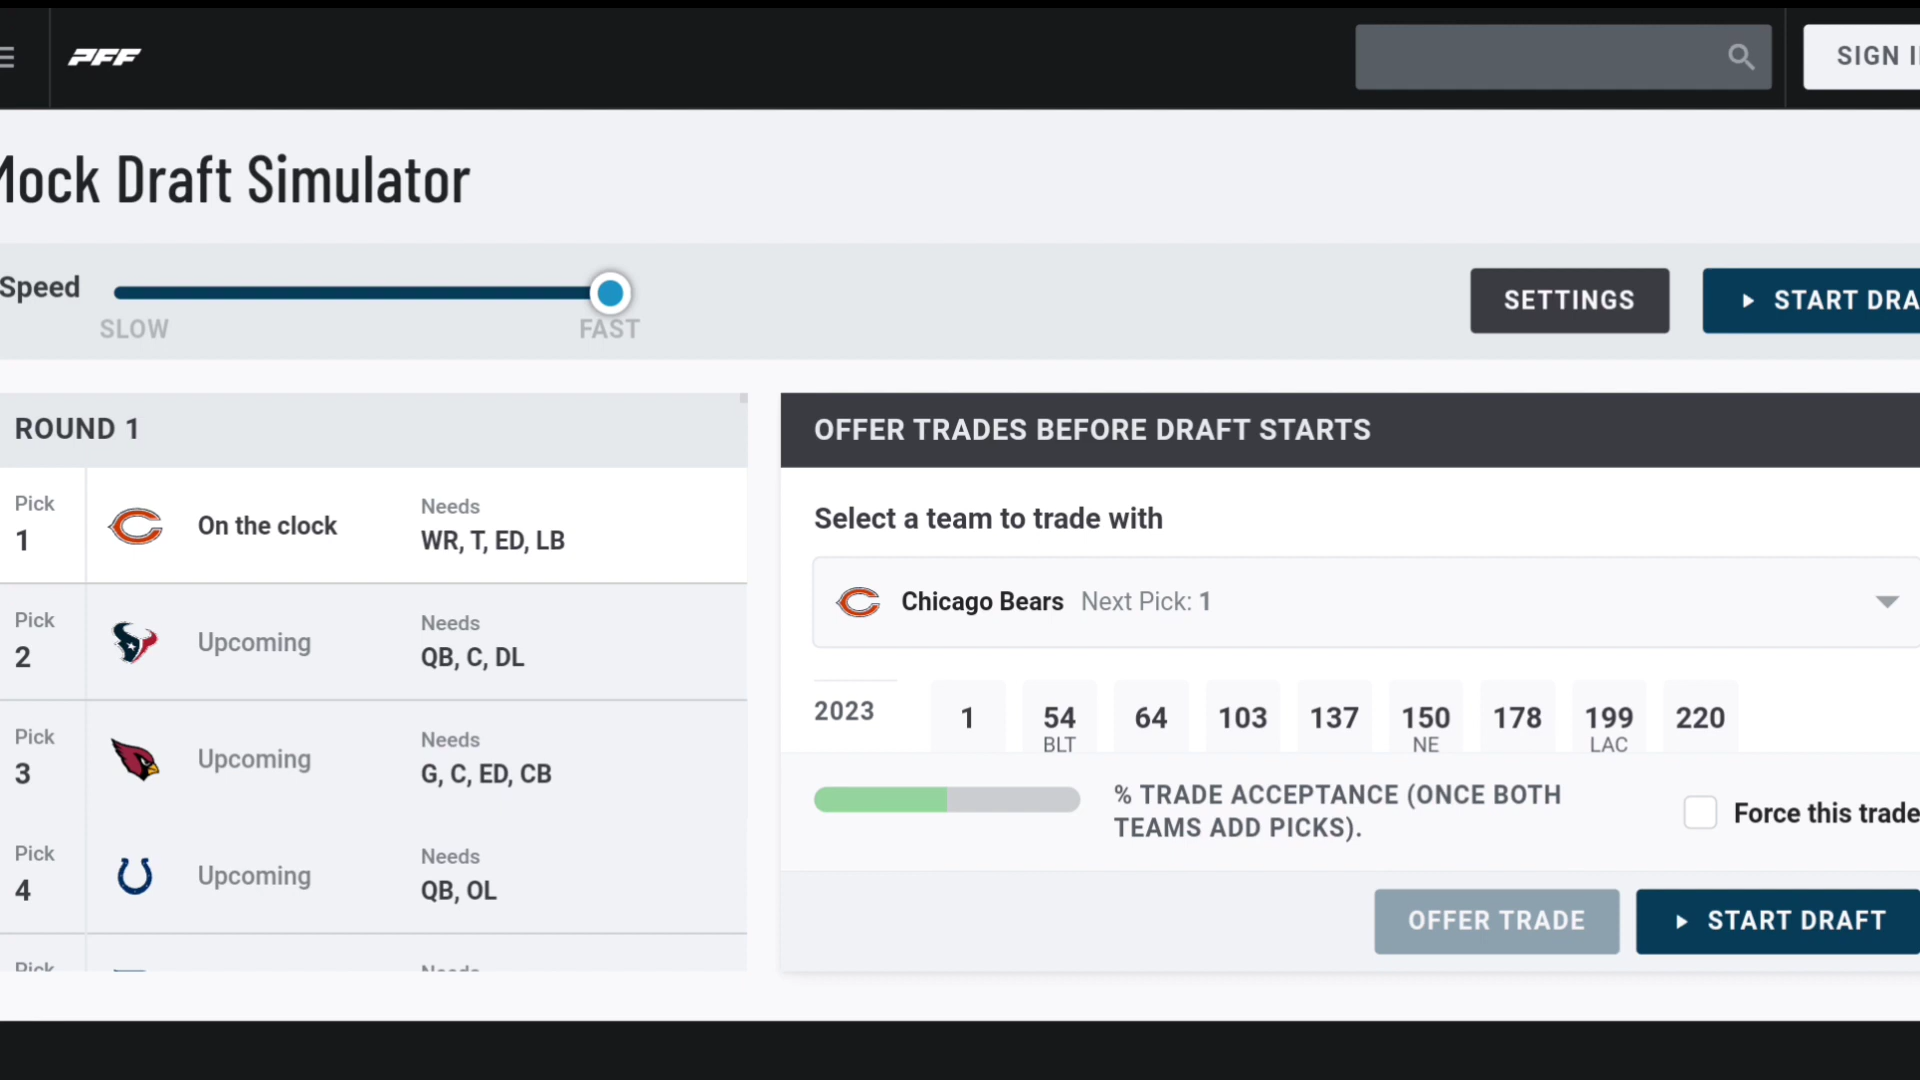 PFF
SIGN I
Mock Draft Simulator
Speed
SLOW
FAST
SETTINGS
START DRA
ROUND 1
Pick
1
On the clock
Needs
WR, T, ED, LB
Pick
2
Upcoming
Needs
QB, C, DL
Pick
3
Upcoming
Needs
G, C, ED, CB
Pick
4
Upcoming
Needs
QB, OL
Pick
Needs
OFFER TRADES BEFORE DRAFT STARTS
Select a team to trade with
Chicago Bears Next Pick: 1
2023 1 54 64 103 137 150 178 199 220
BLT NE LAC
% TRADE ACCEPTANCE (ONCE BOTH
TEAMS ADD PICKS).
Force this trade
OFFER TRADE
START DRAFT